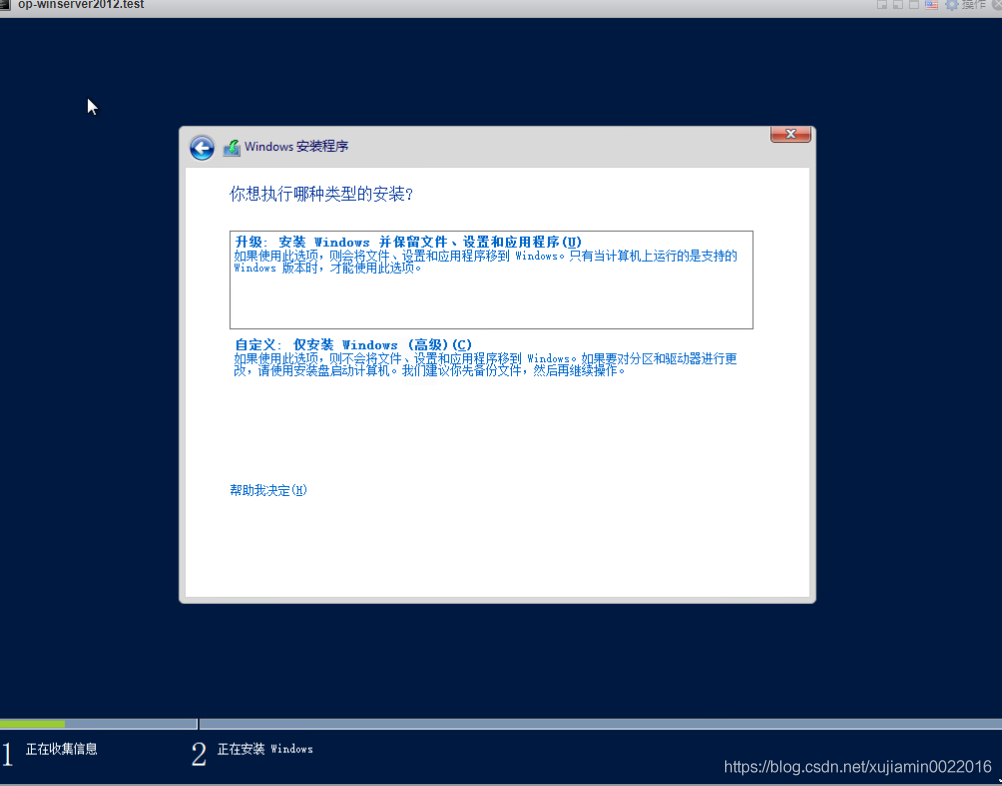 op-winserver2012.test
操作
Windows 安装程序
你想执行哪种类型的安装?
升级: 安装 Windows 并保留文件、设置和应用程序(U)
如果使用此选项，则会将文件、设置和应用程序移到 Windows。只有当计算机上运行的是支持的
Windows 版本时，才能使用此选项。
自定义: 仅安装 Windows (高级)(C)
如果使用此选项，则不会将文件、设置和应用程序移到 Windows。如果要对分区和驱动器进行更
改，请使用安装盘启动计算机。我们建议你先备份文件，然后再继续操作。
帮助我决定(H)
1 正在收集信息
2 正在安装 Windows
https://blog.csdn.net/xujiamin0022016